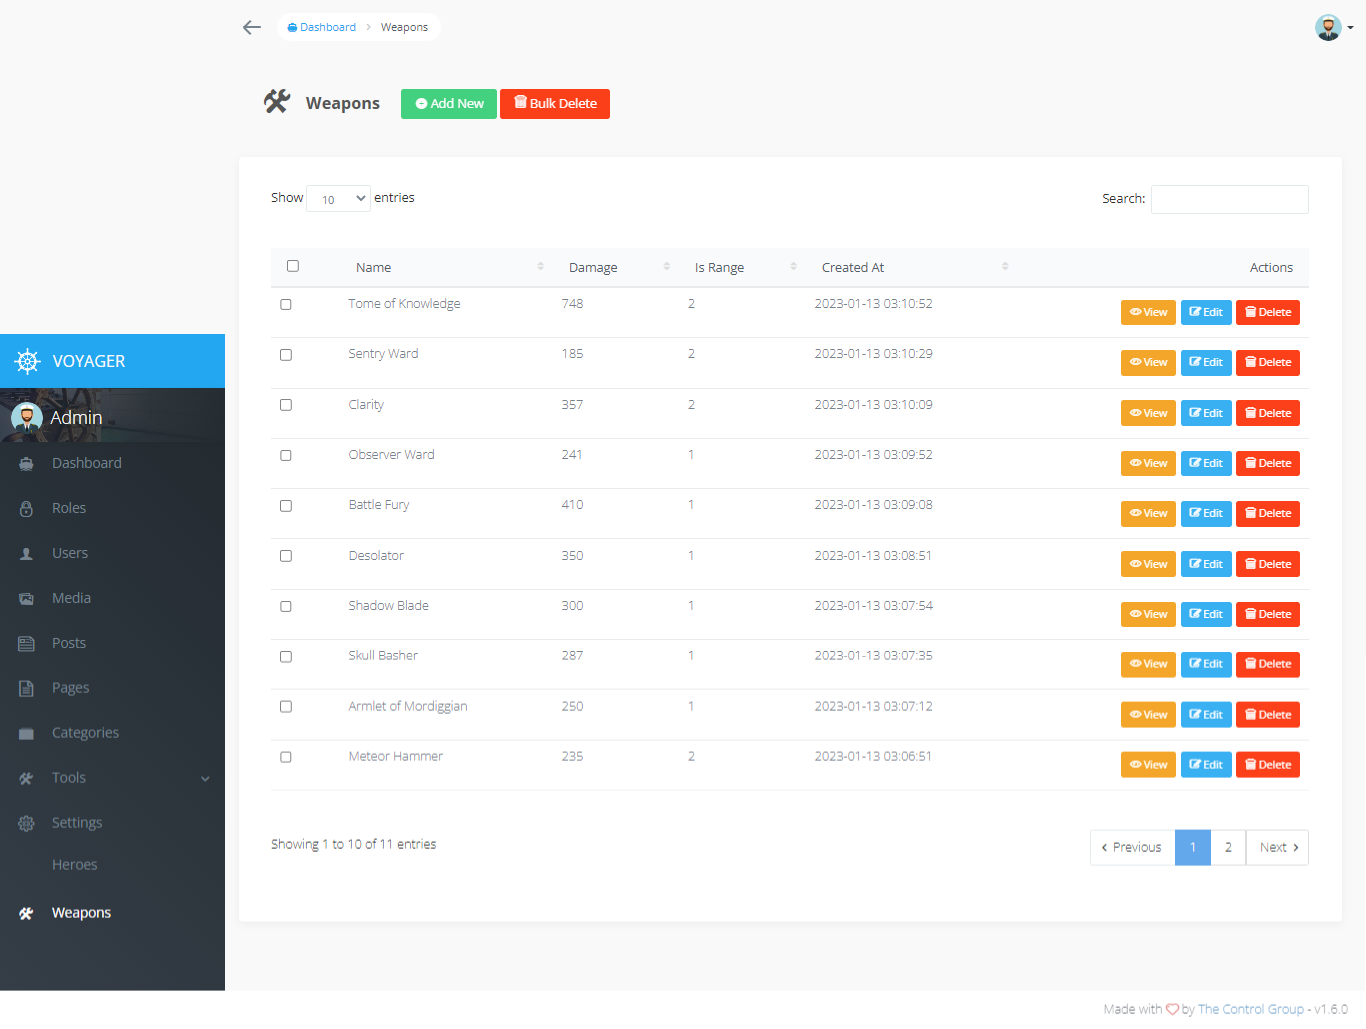 Dashboard > Weapons
Weapons Add New Bulk Delete
Show 10 entries Search:
Name Damage Is Range Created At Actions
Tome of Knowledge 748 2 2023-01-13 03:10:52 View Edit Delete
Sentry Ward 185 2 2023-01-13 03:10:29 View Edit Delete
Clarity 357 2 2023-01-13 03:10:09 View Edit Delete
Observer Ward 241 1 2023-01-13 03:09:52 View Edit Delete
Battle Fury 410 1 2023-01-13 03:09:08 View Edit Delete
Desolator 350 1 2023-01-13 03:08:51 View Edit Delete
Shadow Blade 300 1 2023-01-13 03:07:54 View Edit Delete
Skull Basher 287 1 2023-01-13 03:07:35 View Edit Delete
Armlet of Mordiggian 250 1 2023-01-13 03:07:12 View Edit Delete
Meteor Hammer 235 2 2023-01-13 03:06:51 View Edit Delete
Showing 1 to 10 of 11 entries ‹ Previous 1 2 Next ›
VOYAGER
Admin
Dashboard
Roles
Users
Media
Posts
Pages
Categories
Tools
Settings
Heroes
Weapons
Made with ♡ by The Control Group - v1.6.0